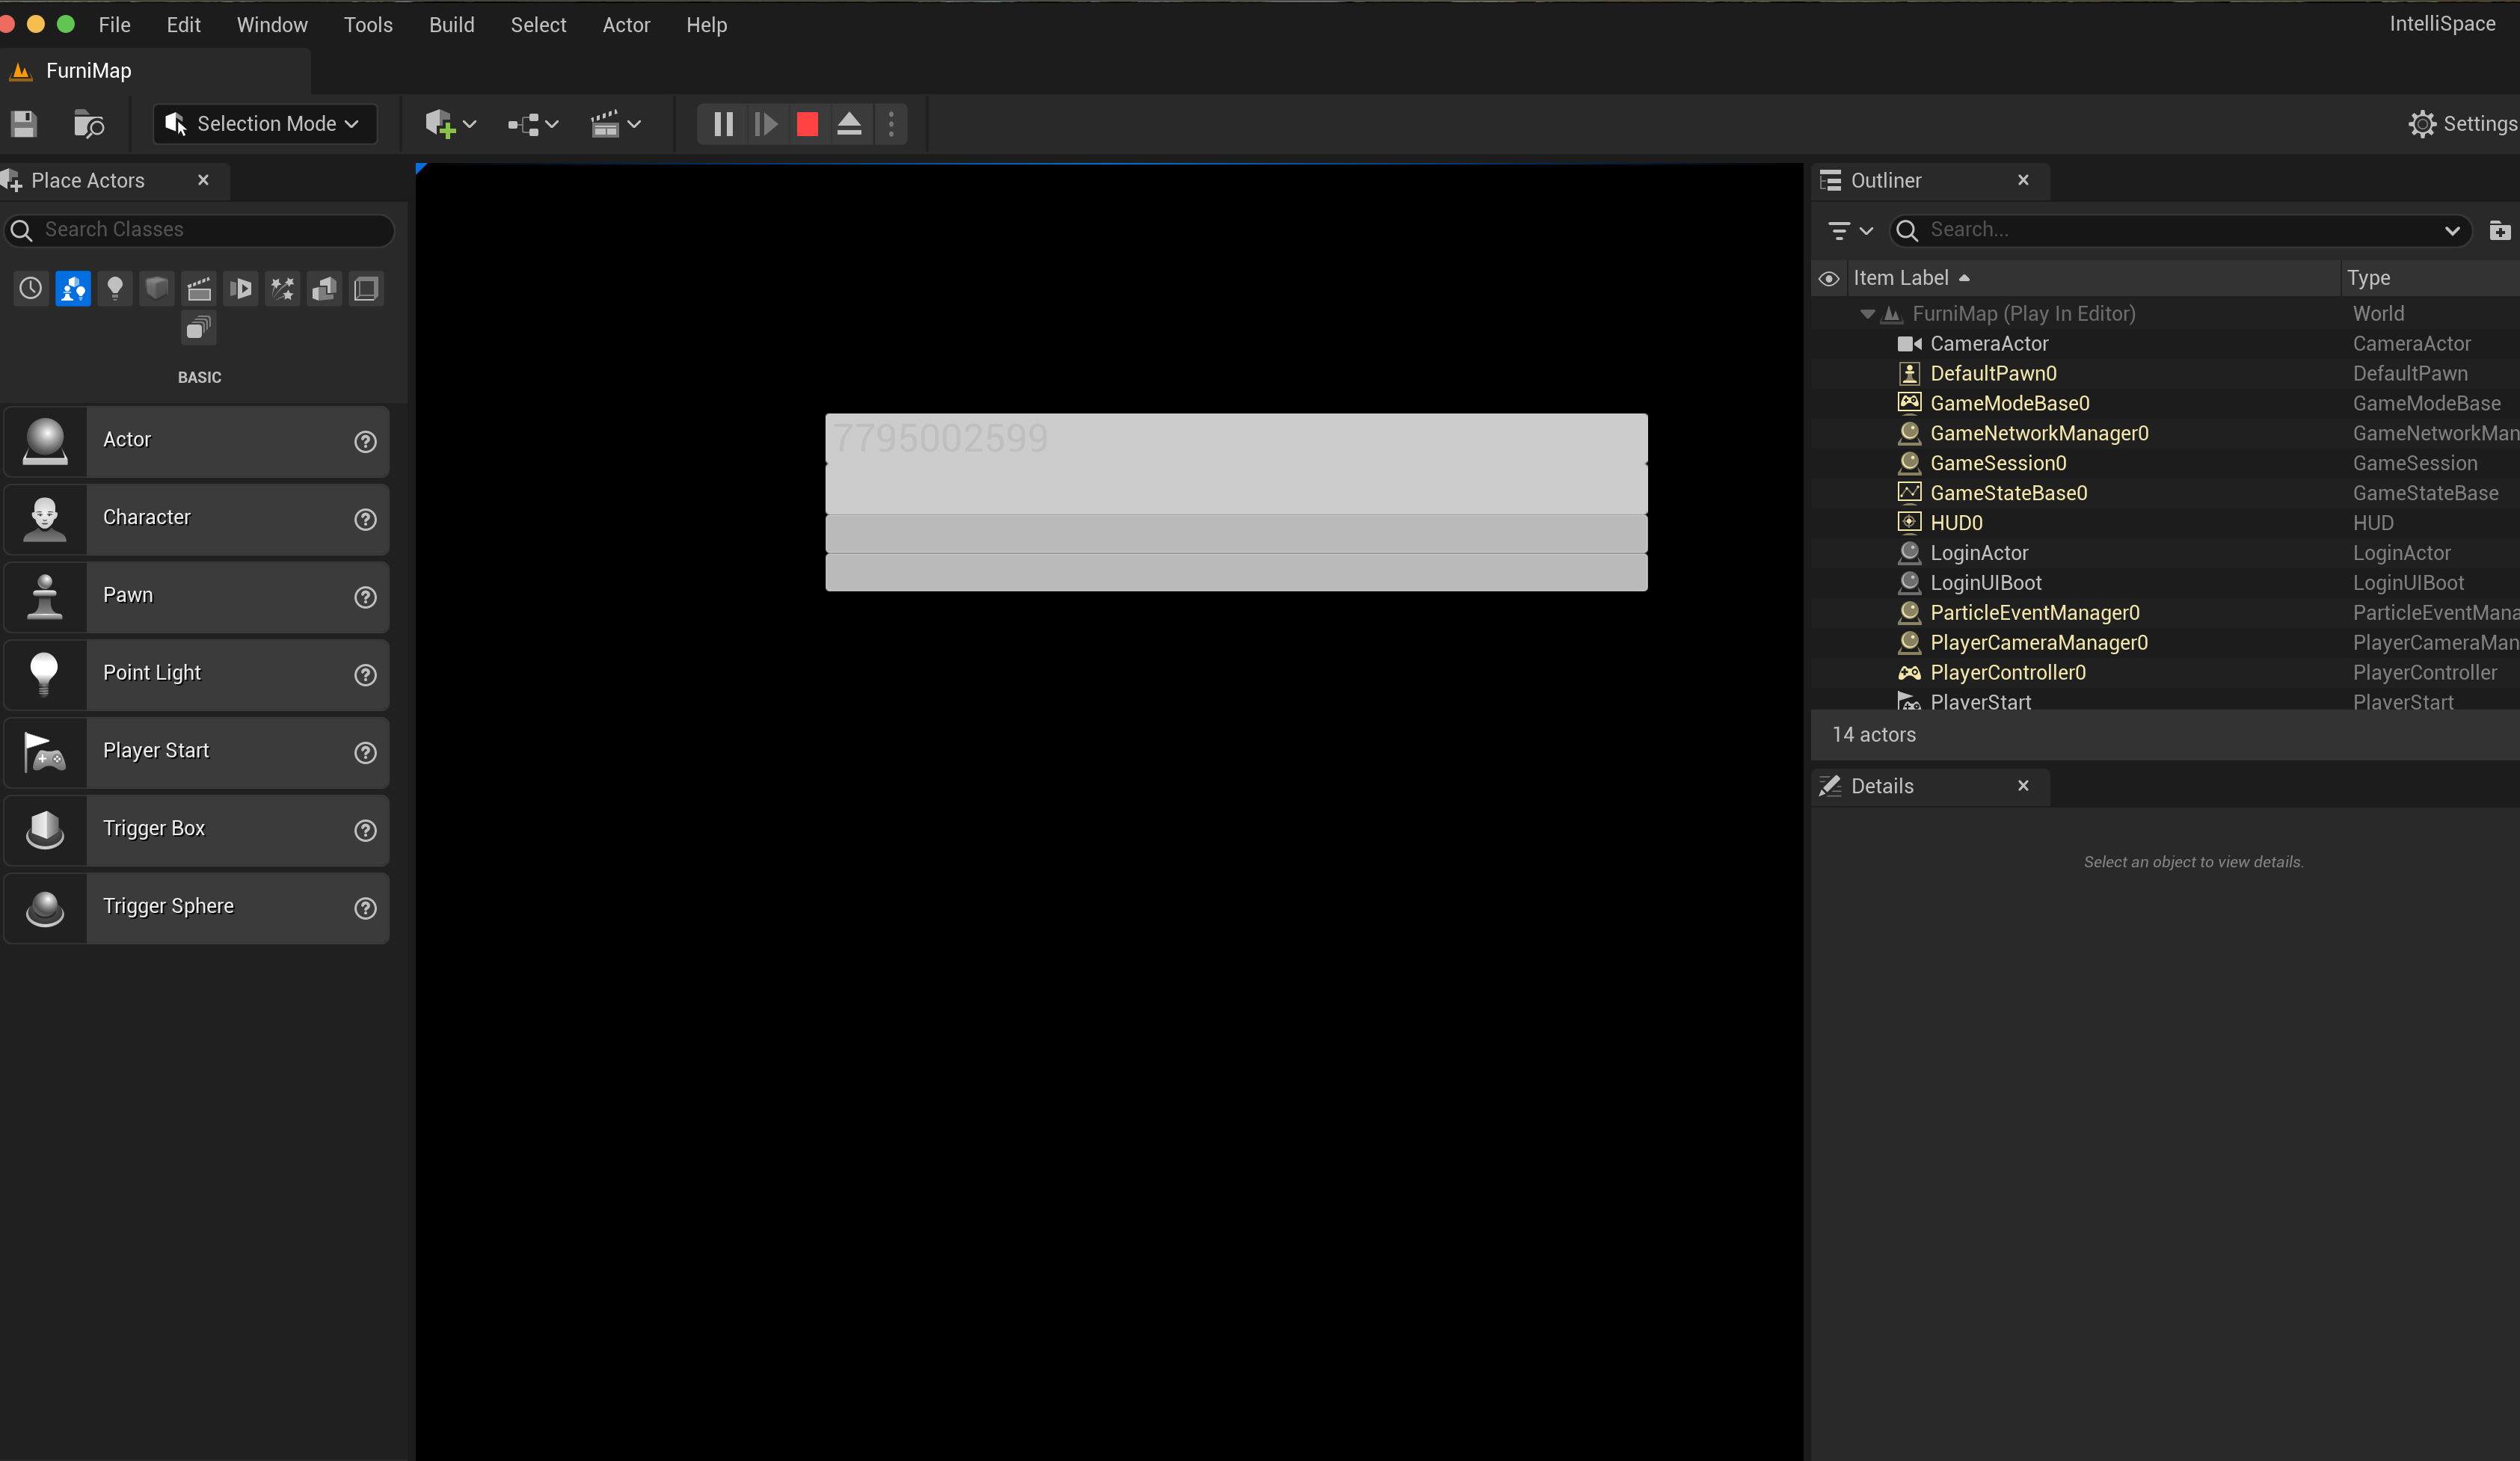 File Edit Window Tools Build Select Actor Help
IntelliSpace
FurniMap
Selection Mode
Settings
Place Actors
Search Classes
BASIC
Actor
Character
Pawn
Point Light
Player Start
Trigger Box
Trigger Sphere
7795002599
Outliner
Search...
Item Label Type
FurniMap (Play In Editor) World
CameraActor CameraActor
DefaultPawn0 DefaultPawn
GameModeBase0 GameModeBase
GameNetworkManager0 GameNetworkMan
GameSession0 GameSession
GameStateBase0 GameStateBase
HUD0 HUD
LoginActor LoginActor
LoginUIBoot LoginUIBoot
ParticleEventManager0 ParticleEventMana
PlayerCameraManager0 PlayerCameraMan
PlayerController0 PlayerController
PlayerStart PlayerStart
14 actors
Details
Select an object to view details.